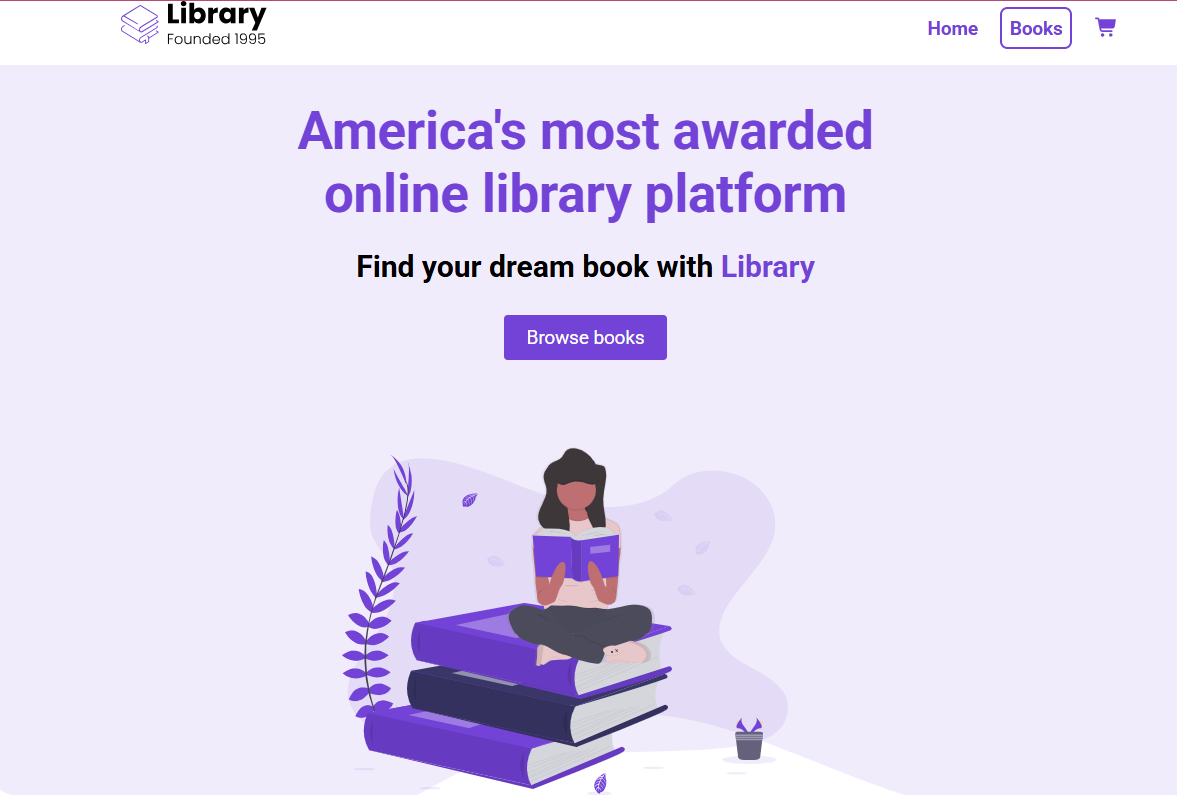 Library
Founded 1995
Home
Books
America's most awarded
online library platform
Find your dream book with Library
Browse books